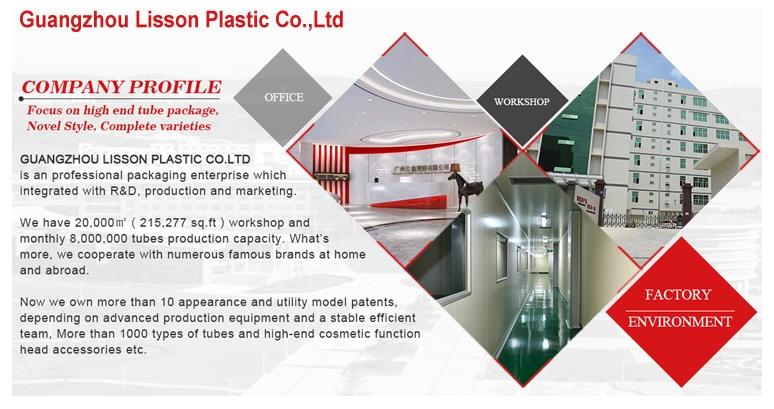 Guangzhou Lisson Plastic Co.,Ltd
COMPANY PROFILE
Focus on high end tube package,
Novel Style, Complete varieties
GUANGZHOU LISSON PLASTIC CO.LTD
is an professional packaging enterprise which
integrated with R&D, production and marketing.
We have 20,000㎡ ( 215,277 sq.ft ) workshop and
monthly 8,000,000 tubes production capacity. What's
more, we cooperate with numerous famous brands at home
and abroad.
Now we own more than 10 appearance and utility model patents,
depending on advanced production equipment and a stable efficient
team, More than 1000 types of tubes and high-end cosmetic function
head accessories etc.
OFFICE
WORKSHOP
FACTORY
ENVIRONMENT